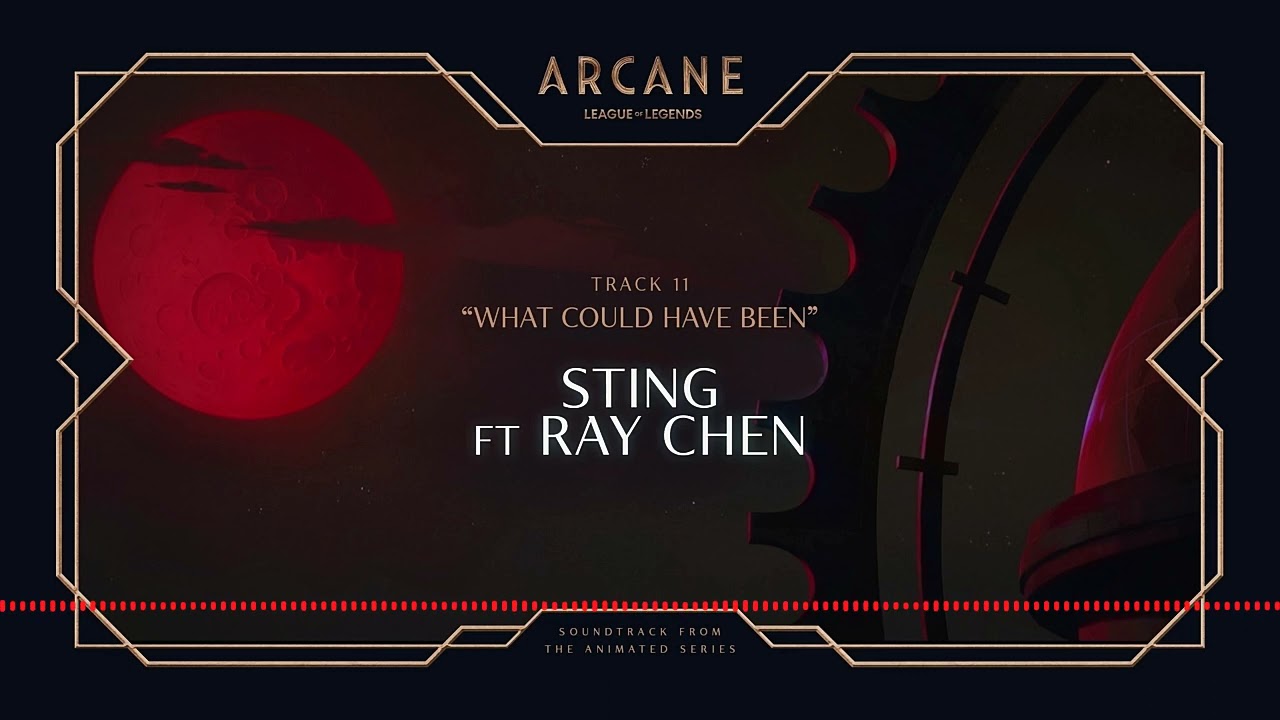 ARCANE
LEAGUE OF LEGENDS
TRACK 11
“WHAT COULD HAVE BEEN”
STING
FT RAY CHEN
SOUNDTRACK FROM
THE ANIMATED SERIES